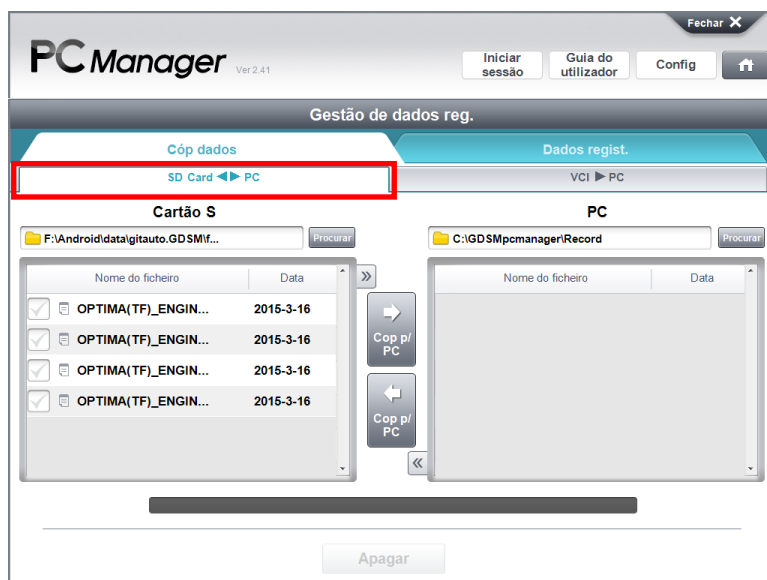 Fechar
PC Manager Ver 2.41
Iniciar sessão
Guia do utilizador
Config
Gestão de dados reg.
Cóp dados
Dados regist.
SD Card ◀▶ PC
VCI ▶ PC
Cartão S
PC
F:\Android\data\gitauto.GDSM\f...
Procurar
C:\GDSMpcmanager\Record
Procurar
Nome do ficheiro
Data
Nome do ficheiro
Data
OPTIMA(TF)_ENGIN... 2015-3-16
OPTIMA(TF)_ENGIN... 2015-3-16
OPTIMA(TF)_ENGIN... 2015-3-16
OPTIMA(TF)_ENGIN... 2015-3-16
Cop p/
PC
Cop p/
PC
Apagar